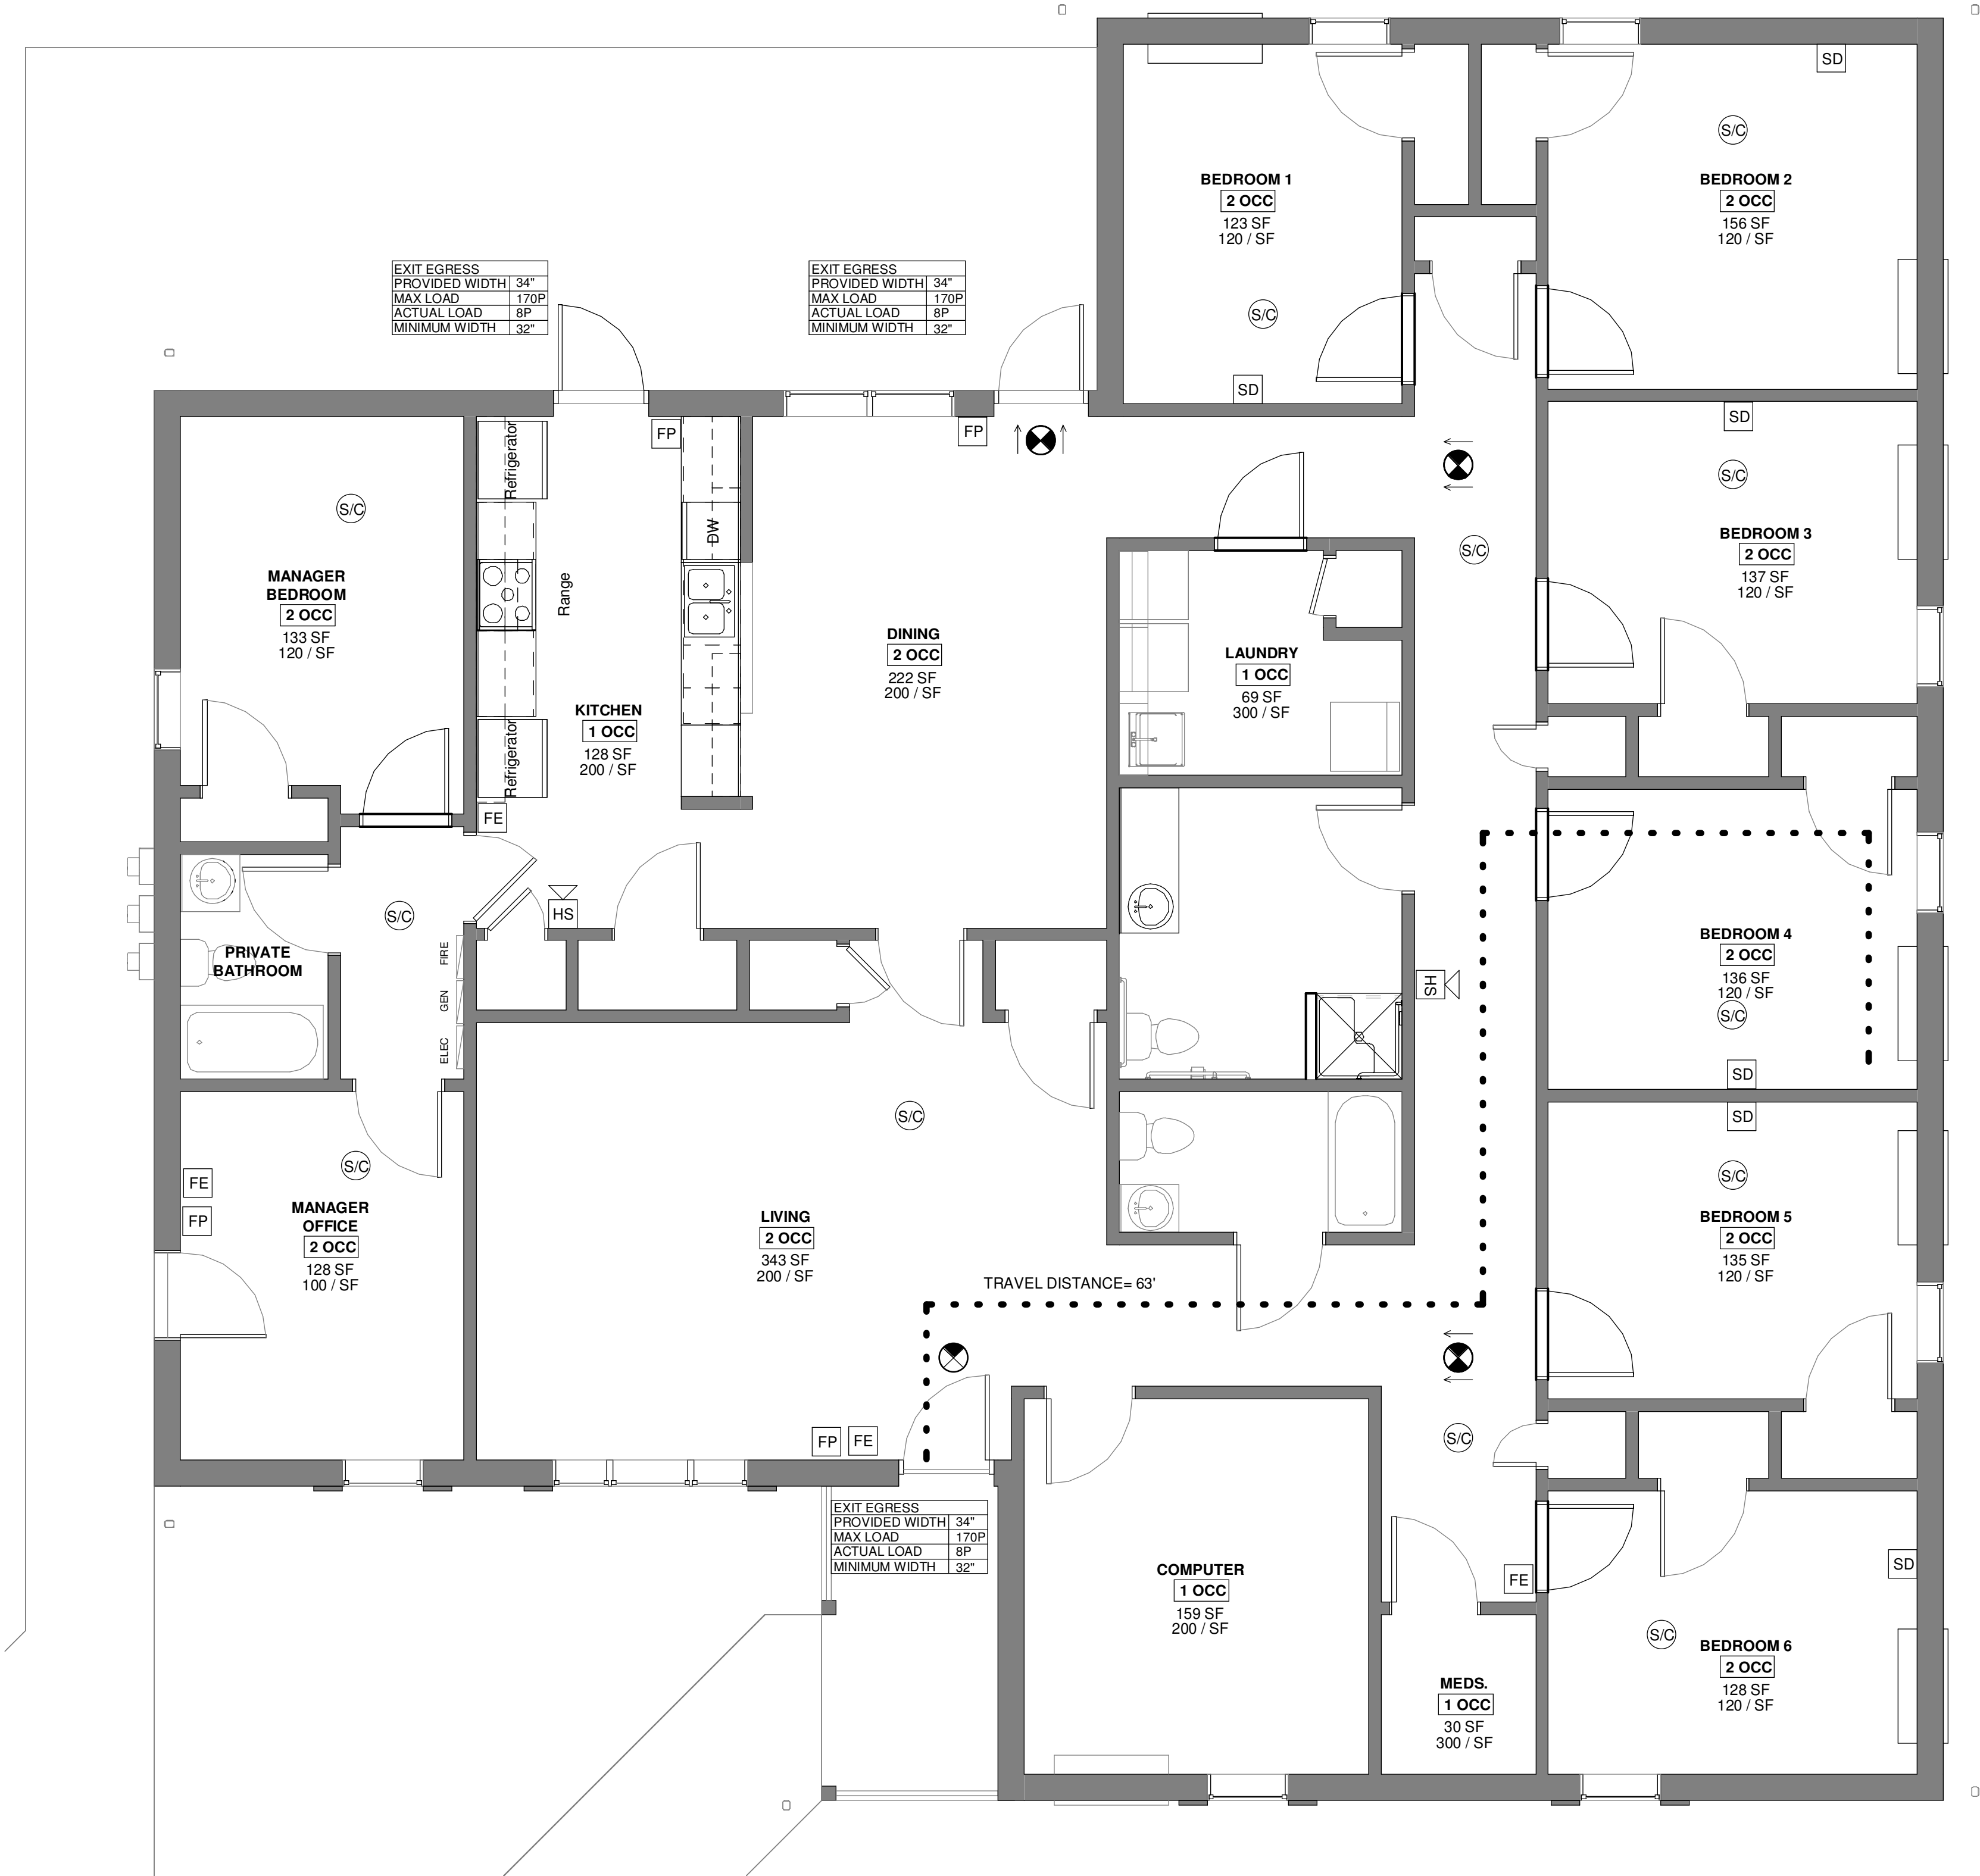 SD
S/C
BEDROOM 1
2 OCC
123 SF
120 / SF
BEDROOM 2
2 OCC
156 SF
120 / SF
EXIT EGRESS
PROVIDED WIDTH 34"
MAX LOAD 170P
ACTUAL LOAD 8P
MINIMUM WIDTH 32"
EXIT EGRESS
PROVIDED WIDTH 34"
MAX LOAD 170P
ACTUAL LOAD 8P
MINIMUM WIDTH 32"
S/C
SD
SD
FP
FP
Refrigerator
S/C
S/C
DW
BEDROOM 3
2 OCC
137 SF
120 / SF
S/C
MANAGER
BEDROOM
2 OCC
133 SF
120 / SF
Range
DINING
2 OCC
222 SF
200 / SF
LAUNDRY
1 OCC
69 SF
300 / SF
KITCHEN
1 OCC
128 SF
200 / SF
Refrigerator
FE
HS
S/C
PRIVATE
BATHROOM
FIRE
GEN
ELEC
HS
BEDROOM 4
2 OCC
136 SF
120 / SF
S/C
SD
SD
S/C
S/C
S/C
FE
FP
MANAGER
OFFICE
2 OCC
128 SF
100 / SF
LIVING
2 OCC
343 SF
200 / SF
BEDROOM 5
2 OCC
135 SF
120 / SF
TRAVEL DISTANCE= 63'
FP
FE
S/C
EXIT EGRESS
PROVIDED WIDTH 34"
MAX LOAD 170P
ACTUAL LOAD 8P
MINIMUM WIDTH 32"
COMPUTER
1 OCC
159 SF
200 / SF
FE
SD
S/C
BEDROOM 6
2 OCC
128 SF
120 / SF
MEDS.
1 OCC
30 SF
300 / SF